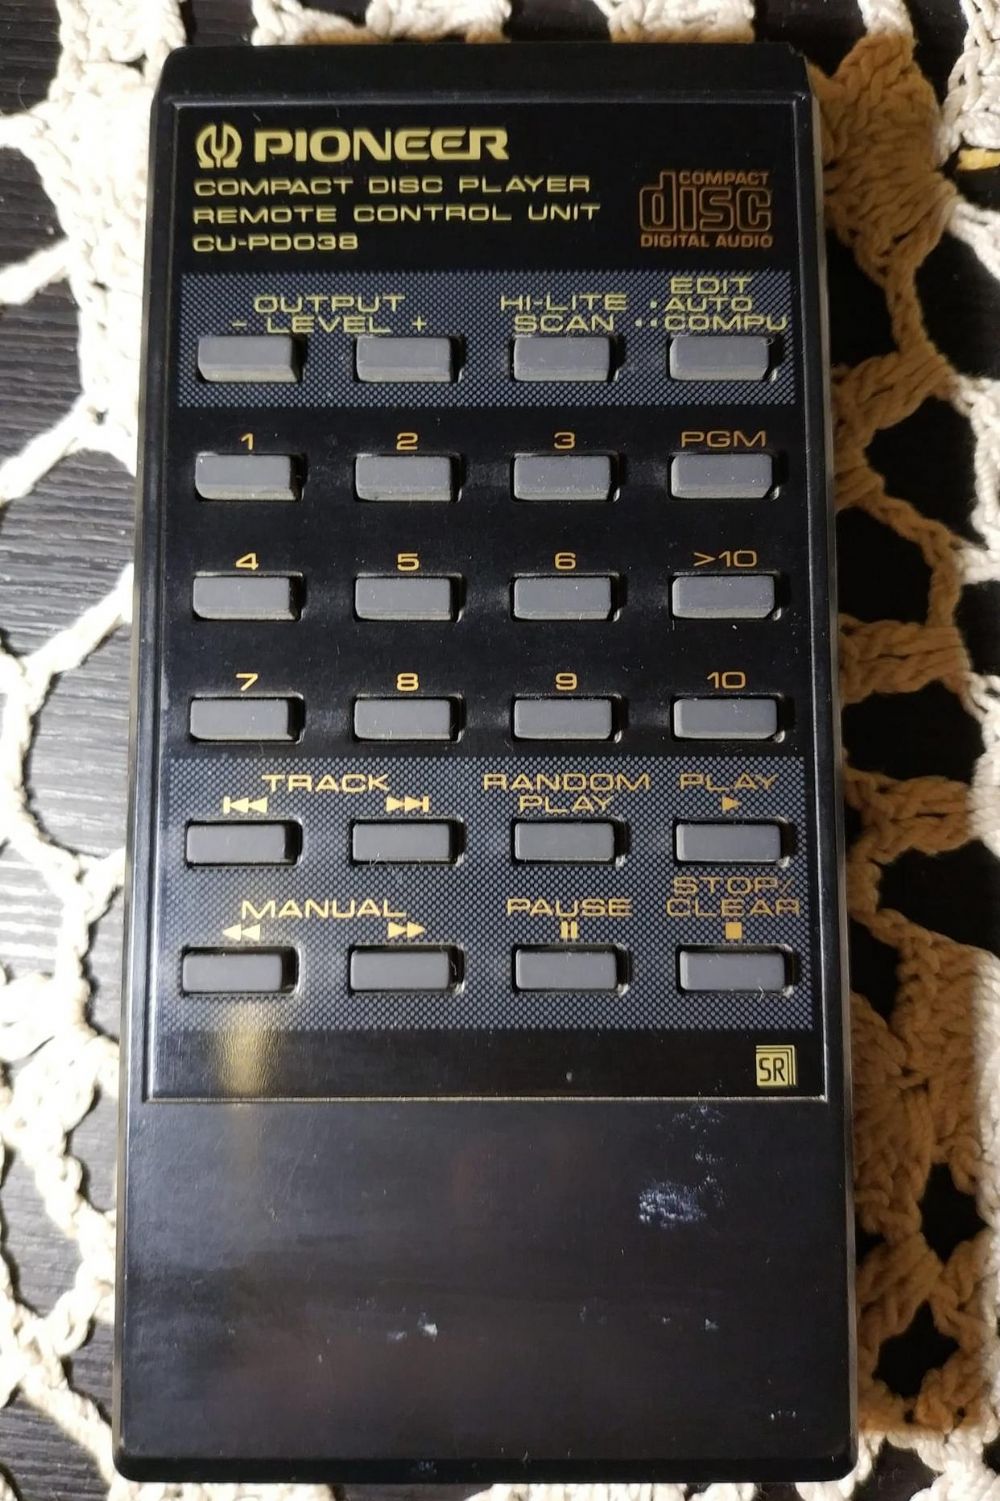 PIONEER
COMPACT DISC PLAYER
REMOTE CONTROL UNIT
CU-PD038
COMPACT
disc
DIGITAL AUDIO
OUTPUT
- LEVEL +
HI-LITE
SCAN
EDIT
• AUTO
•• COMPU
1 2 3 PGM
4 5 6 >10
7 8 9 10
TRACK
RANDOM
PLAY
PLAY
MANUAL
PAUSE
STOP/
CLEAR
SR